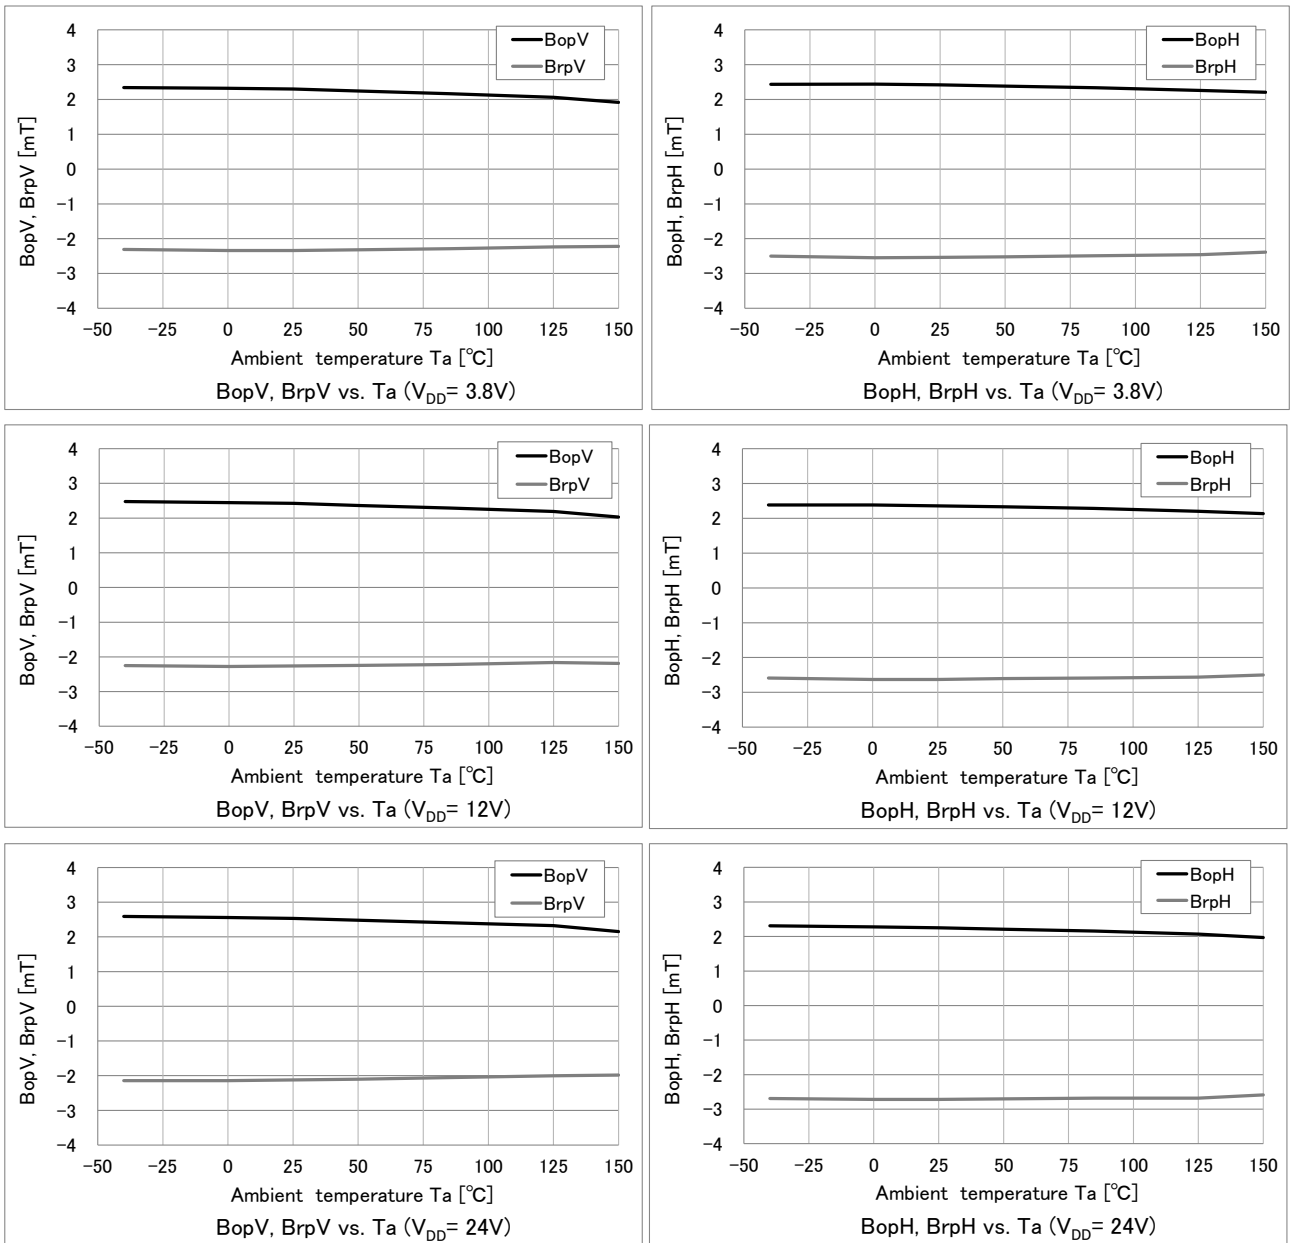 BopV
BrpV
BopV, BrpV [mT]
4
3
2
1
0
−1
−2
−3
−4
−50 −25 0 25 50 75 100 125 150
Ambient temperature Ta [℃]
BopV, BrpV vs. Ta (VDD= 3.8V)
BopH
BrpH
BopH, BrpH [mT]
4
3
2
1
0
−1
−2
−3
−4
−50 −25 0 25 50 75 100 125 150
Ambient temperature Ta [℃]
BopH, BrpH vs. Ta (VDD= 3.8V)
BopV
BrpV
BopV, BrpV [mT]
4
3
2
1
0
−1
−2
−3
−4
−50 −25 0 25 50 75 100 125 150
Ambient temperature Ta [℃]
BopV, BrpV vs. Ta (VDD= 12V)
BopH
BrpH
BopH, BrpH [mT]
4
3
2
1
0
−1
−2
−3
−4
−50 −25 0 25 50 75 100 125 150
Ambient temperature Ta [℃]
BopH, BrpH vs. Ta (VDD= 12V)
BopV
BrpV
BopV, BrpV [mT]
4
3
2
1
0
−1
−2
−3
−4
−50 −25 0 25 50 75 100 125 150
Ambient temperature Ta [℃]
BopV, BrpV vs. Ta (VDD= 24V)
BopH
BrpH
BopH, BrpH [mT]
4
3
2
1
0
−1
−2
−3
−4
−50 −25 0 25 50 75 100 125 150
Ambient temperature Ta [℃]
BopH, BrpH vs. Ta (VDD= 24V)